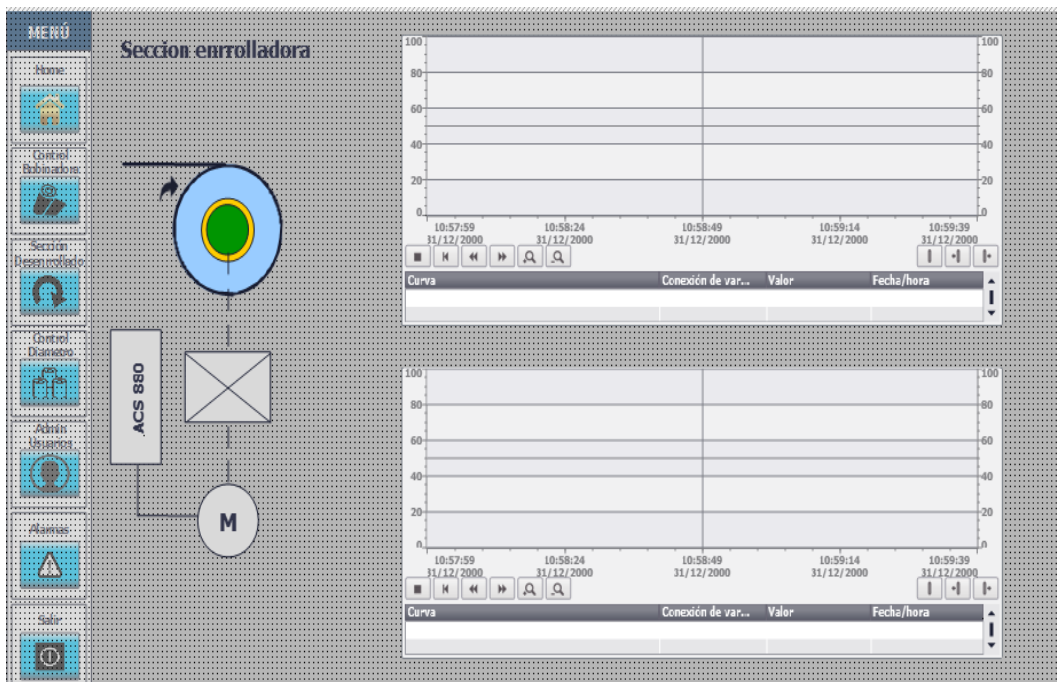 MENÚ
Home
Control
Bobinadora
Sección
Desenrollado
Control
Diametro
Admin
Usuarios
Alarmas
Salir
Seccion enrrolladora
ACS 880
M
100
80
60
40
20
0
100
80
60
40
20
0
10:57:59
31/12/2000
10:58:24
31/12/2000
10:58:49
31/12/2000
10:59:14
31/12/2000
10:59:39
31/12/2000
Curva Conexión de var... Valor Fecha/hora
100
80
60
40
20
0
100
80
60
40
20
0
10:57:59
31/12/2000
10:58:24
31/12/2000
10:58:49
31/12/2000
10:59:14
31/12/2000
10:59:39
31/12/2000
Curva Conexión de var... Valor Fecha/hora